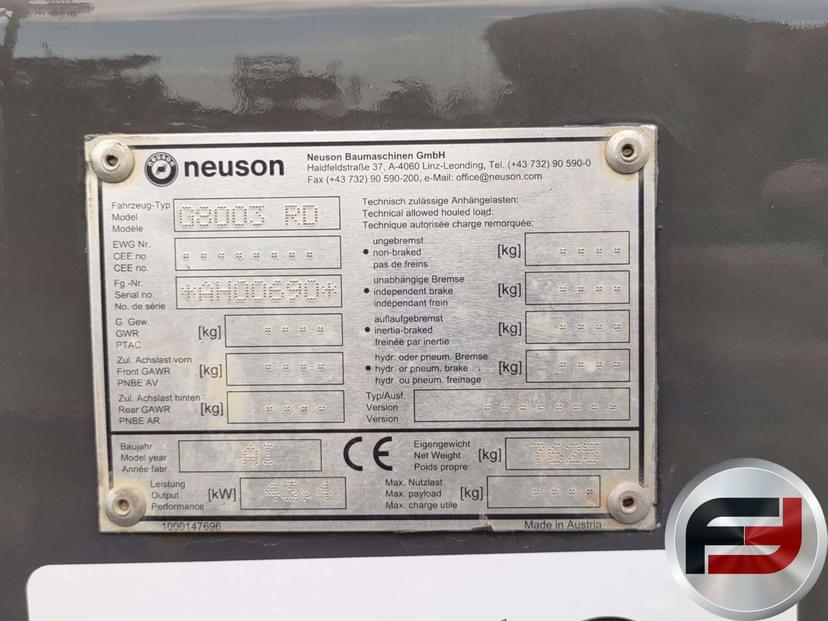 neuson
Neuson Baumaschinen GmbH
Haidfeldstraße 37, A-4060 Linz-Leonding, Tel. (+43 732) 90 590-0
Fax (+43 732) 90 590-200, e-Mail: office@neuson.com
Fahrzeug-Typ
Model
Modèle
G8003 RD
EWG Nr.
CEE no
CEE no.
Fg.-Nr.
Serial no.
No. de série
*AH00690*
G. Gew.
GWR
PTAC
[kg]
Zul. Achslast vorn
Front GAWR
PNBE AV
[kg]
Zul. Achslast hinten
Rear GAWR
PNBE AR
[kg]
Technisch zulässige Anhängelasten:
Technical allowed houled load:
Technique autorisée charge remorquée:
ungebremst
non-braked
pas de freins
[kg]
unabhängige Bremse
independent brake
indépendant frein
[kg]
auflaufgebremst
inertia-braked
freinée par inertie
[kg]
hydr. oder pneum. Bremse
hydr. or pneum. brake
hydr. ou pneum. freinage
[kg]
Typ/Ausf.
Version
Version
Baujahr
Model year
Année fabr.
AI
CE
Eigengewicht
Net Weight
Poids propre
[kg]
Leistung
Output
Performance
[kW]
43.4
Max. Nutzlast
Max. payload
Max. charge utile
[kg]
1000147696
Made in Austria